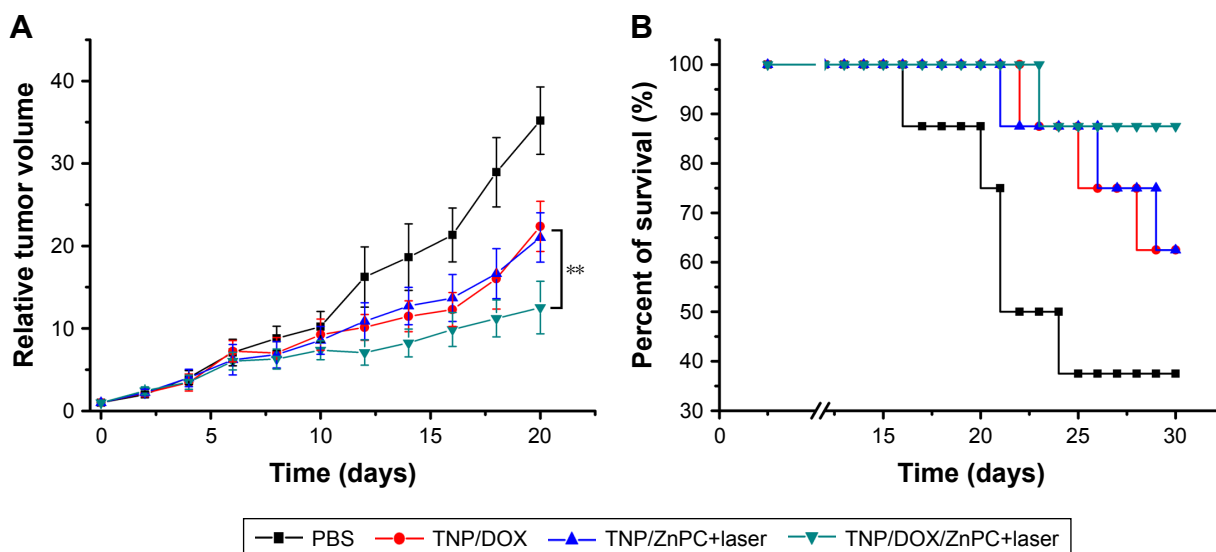 A
Relative tumor volume
40
30
20
10
0
0 5 10 15 20
Time (days)
**
B
Percent of survival (%)
100
90
80
70
60
50
40
30
0 15 20 25 30
Time (days)
PBS TNP/DOX TNP/ZnPC+laser TNP/DOX/ZnPC+laser